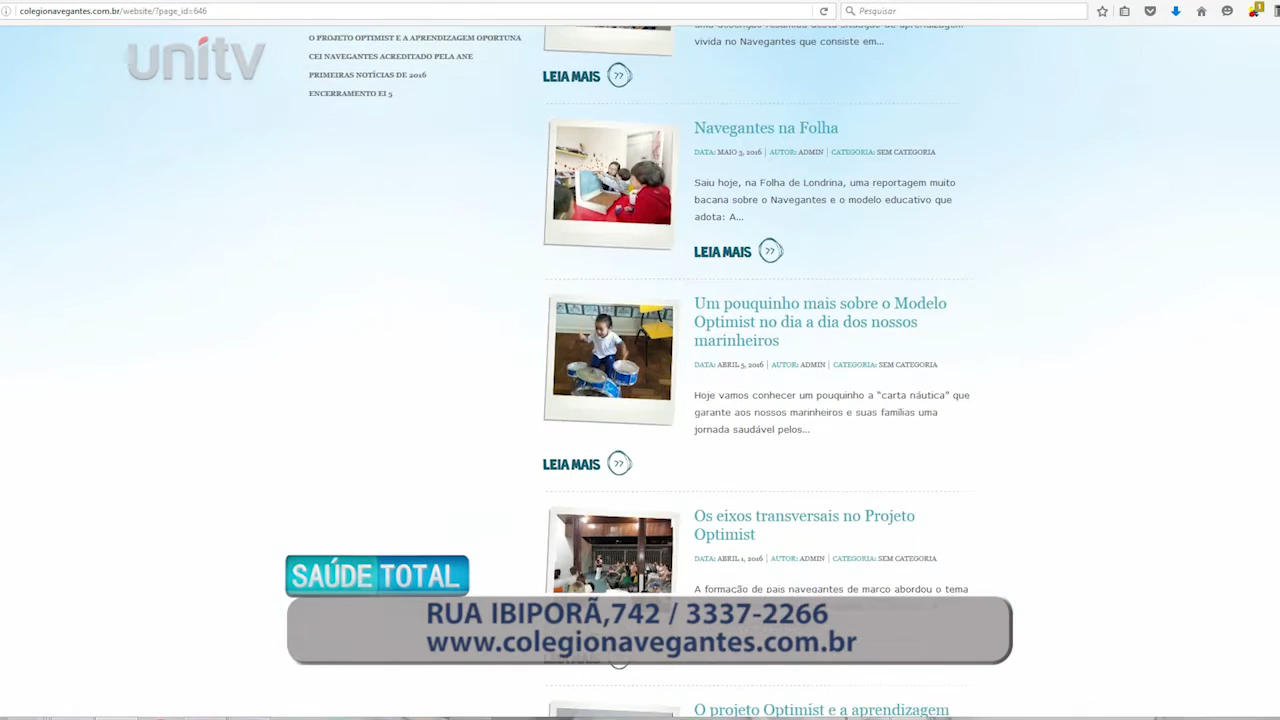 colegionavegantes.com.br/website/?page_id=646
Pesquisar
unitv
O PROJETO OPTIMIST E A APRENDIZAGEM OPORTUNA
CEI NAVEGANTES ACREDITADO PELA ANE
PRIMEIRAS NOTÍCIAS DE 2016
ENCERRAMENTO EI 5
vivida no Navegantes que consiste em...
LEIA MAIS >>
Navegantes na Folha
DATA: MAIO 3, 2016 | AUTOR: ADMIN | CATEGORIA: SEM CATEGORIA
Saiu hoje, na Folha de Londrina, uma reportagem muito
bacana sobre o Navegantes e o modelo educativo que
adota: A...
LEIA MAIS >>
Um pouquinho mais sobre o Modelo
Optimist no dia a dia dos nossos
marinheiros
DATA: ABRIL 5, 2016 | AUTOR: ADMIN | CATEGORIA: SEM CATEGORIA
Hoje vamos conhecer um pouquinho a “carta náutica” que
garante aos nossos marinheiros e suas famílias uma
jornada saudável pelos...
LEIA MAIS >>
Os eixos transversais no Projeto
Optimist
DATA: ABRIL 1, 2016 | AUTOR: ADMIN | CATEGORIA: SEM CATEGORIA
A formação de pais navegantes de março abordou o tema
SAÚDE TOTAL
RUA IBIPORÃ,742 / 3337-2266
www.colegionavegantes.com.br
O projeto Optimist e a aprendizagem